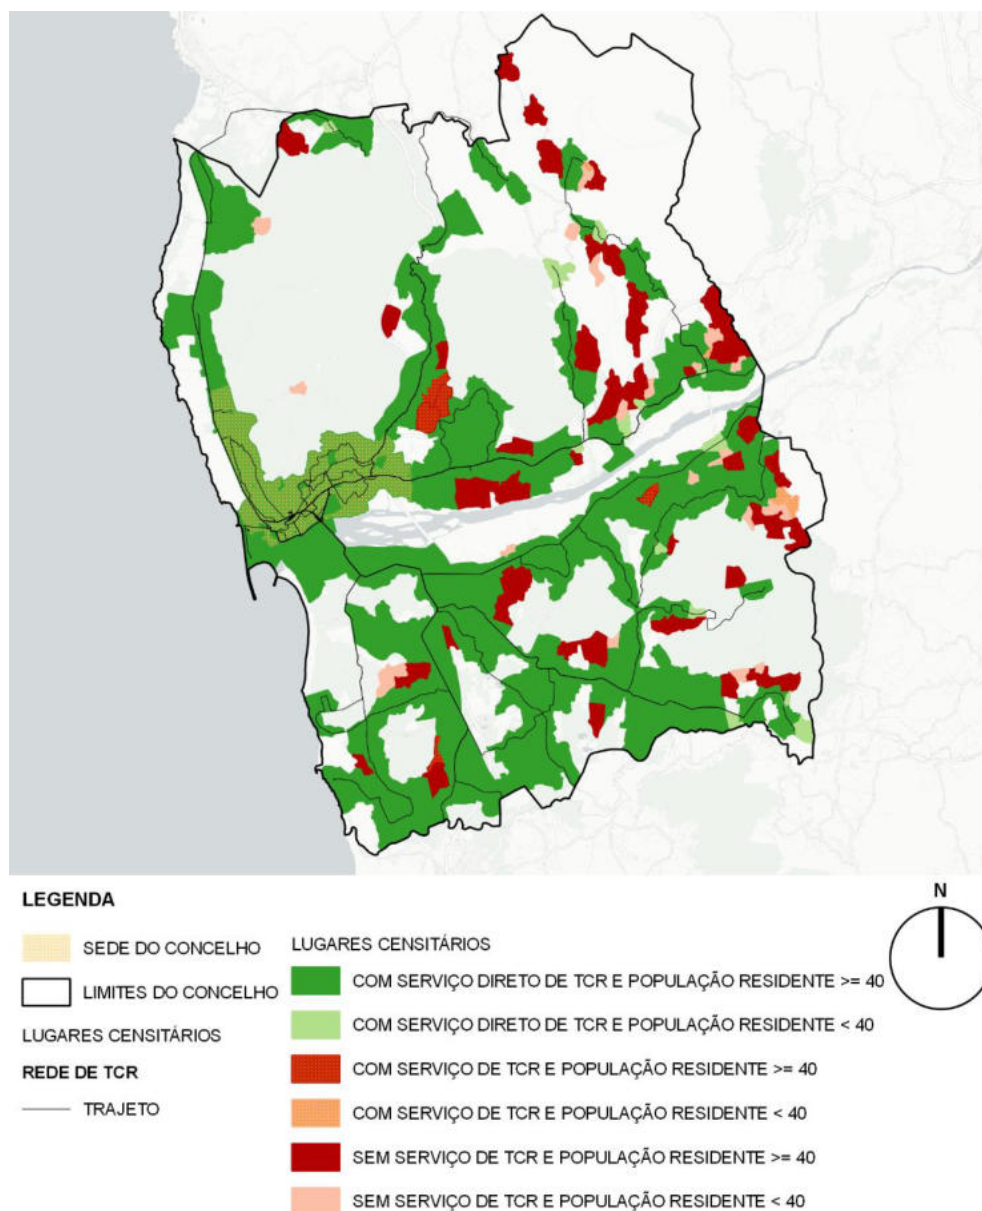 LEGENDA
SEDE DO CONCELHO
LIMITES DO CONCELHO
LUGARES CENSITÁRIOS
REDE DE TCR
TRAJETO
LUGARES CENSITÁRIOS
COM SERVIÇO DIRETO DE TCR E POPULAÇÃO RESIDENTE >= 40
COM SERVIÇO DIRETO DE TCR E POPULAÇÃO RESIDENTE < 40
COM SERVIÇO DE TCR E POPULAÇÃO RESIDENTE >= 40
COM SERVIÇO DE TCR E POPULAÇÃO RESIDENTE < 40
SEM SERVIÇO DE TCR E POPULAÇÃO RESIDENTE >= 40
SEM SERVIÇO DE TCR E POPULAÇÃO RESIDENTE < 40
N